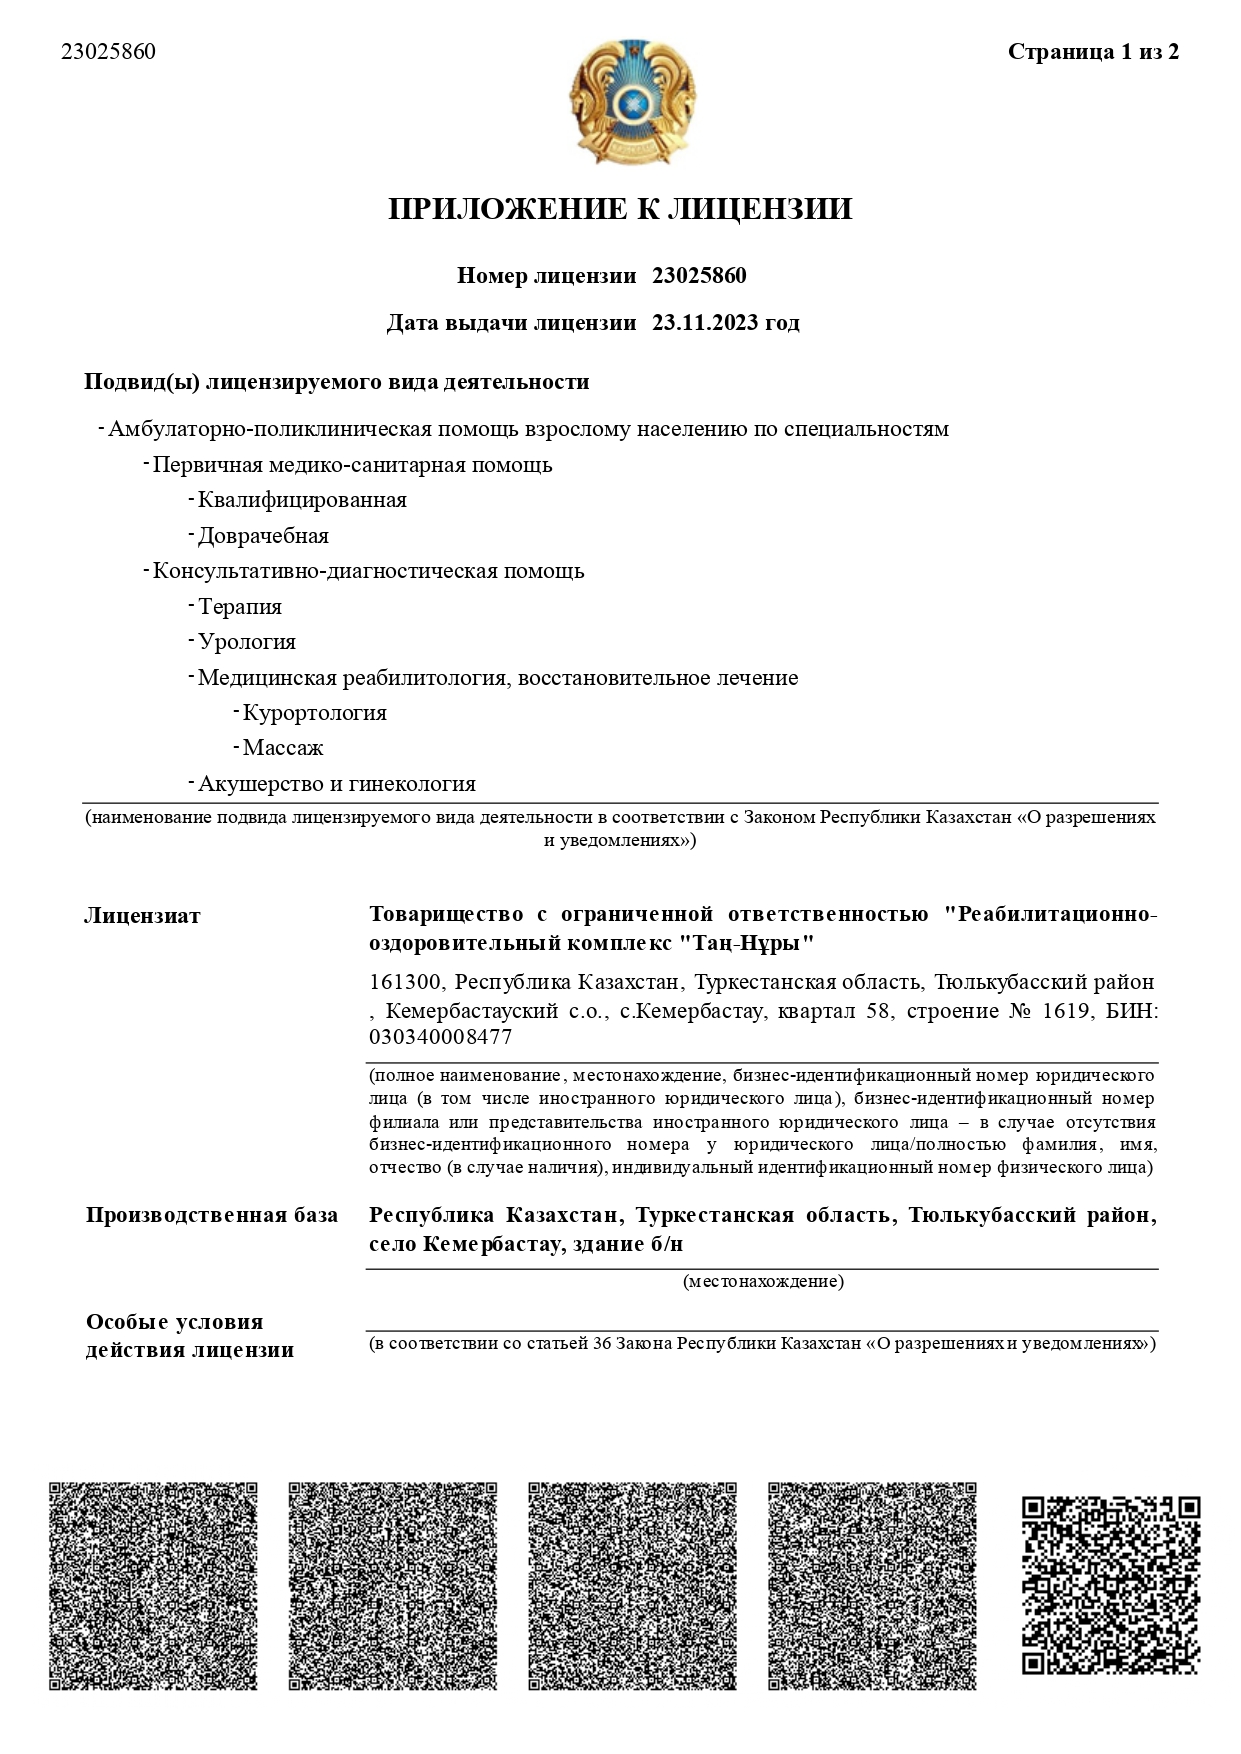 23025860
Страница 1 из 2
ПРИЛОЖЕНИЕ К ЛИЦЕНЗИИ
Номер лицензии 23025860
Дата выдачи лицензии 23.11.2023 год
Подвид(ы) лицензируемого вида деятельности
- Амбулаторно-поликлиническая помощь взрослому населению по специальностям
- Первичная медико-санитарная помощь
- Квалифицированная
- Доврачебная
- Консультативно-диагностическая помощь
- Терапия
- Урология
- Медицинская реабилитология, восстановительное лечение
- Курортология
- Массаж
- Акушерство и гинекология
(наименование подвида лицензируемого вида деятельности в соответствии с Законом Республики Казахстан «О разрешениях
и уведомлениях»)
Лицензиат
Товарищество с ограниченной ответственностью "Реабилитационно-
оздоровительный комплекс "Таң-Нұры"
161300, Республика Казахстан, Туркестанская область, Тюлькубасский район
, Кемербастауский с.о., с.Кемербастау, квартал 58, строение № 1619, БИН:
030340008477
(полное наименование, местонахождение, бизнес-идентификационный номер юридического
лица (в том числе иностранного юридического лица), бизнес-идентификационный номер
филиала или представительства иностранного юридического лица – в случае отсутствия
бизнес-идентификационного номера у юридического лица/полностью фамилия, имя,
отчество (в случае наличия), индивидуальный идентификационный номер физического лица)
Производственная база
Республика Казахстан, Туркестанская область, Тюлькубасский район,
село Кемербастау, здание б/н
(местонахождение)
Особые условия
действия лицензии
(в соответствии со статьей 36 Закона Республики Казахстан «О разрешениях и уведомлениях»)